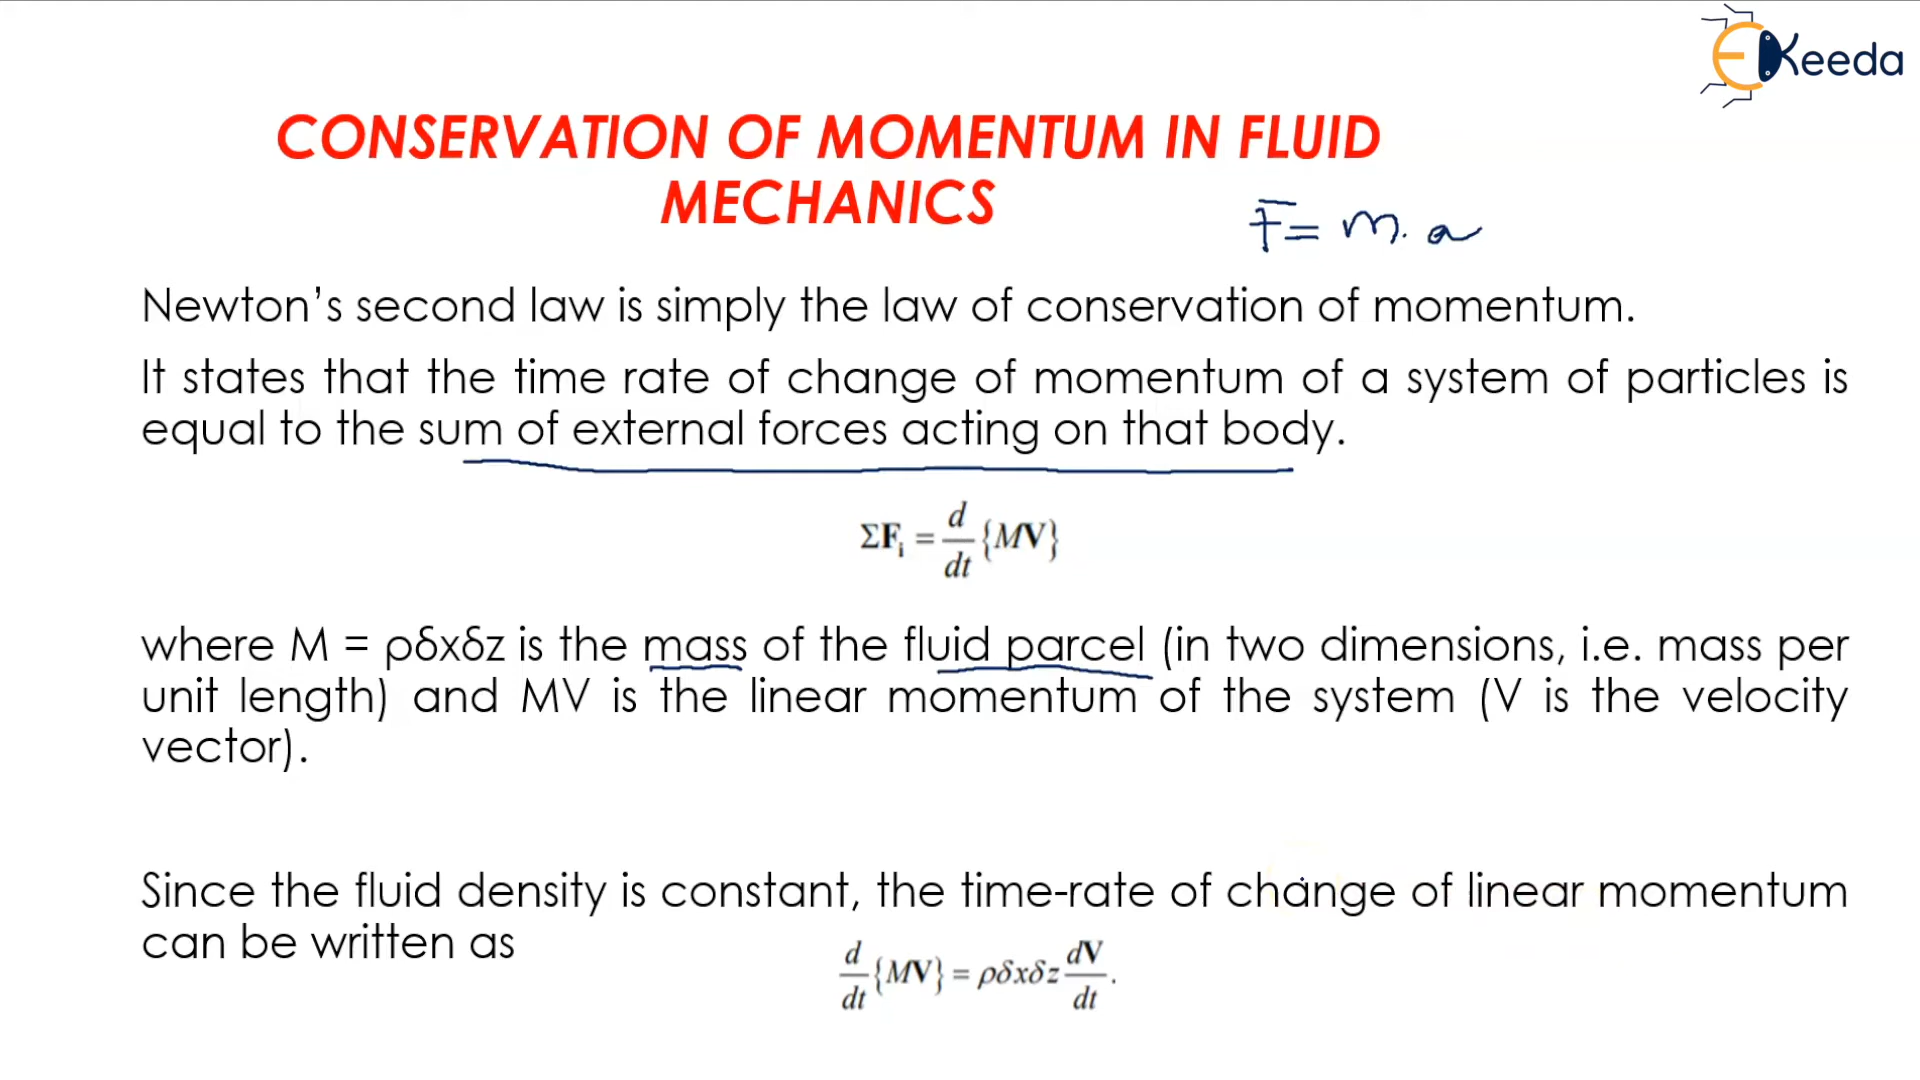 EKeeda
CONSERVATION OF MOMENTUM IN FLUID
MECHANICS
F̅ = m. a
Newton’s second law is simply the law of conservation of momentum.
It states that the time rate of change of momentum of a system of particles is
equal to the sum of external forces acting on that body.
ΣFᵢ = d/dt {MV}
where M = ρδxδz is the mass of the fluid parcel (in two dimensions, i.e. mass per
unit length) and MV is the linear momentum of the system (V is the velocity
vector).
Since the fluid density is constant, the time-rate of change of linear momentum
can be written as
d/dt {MV} = ρδxδz dV/dt .